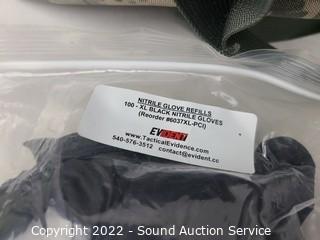 NITRILE GLOVE REFILLS
100 - XL BLACK NITRILE GLOVES
(Reorder #6037XL-PCI)
EVIDENT
www.TacticalEvidence.com
540-576-3512 contact@evident.cc
Copyright 2022 - Sound Auction Service